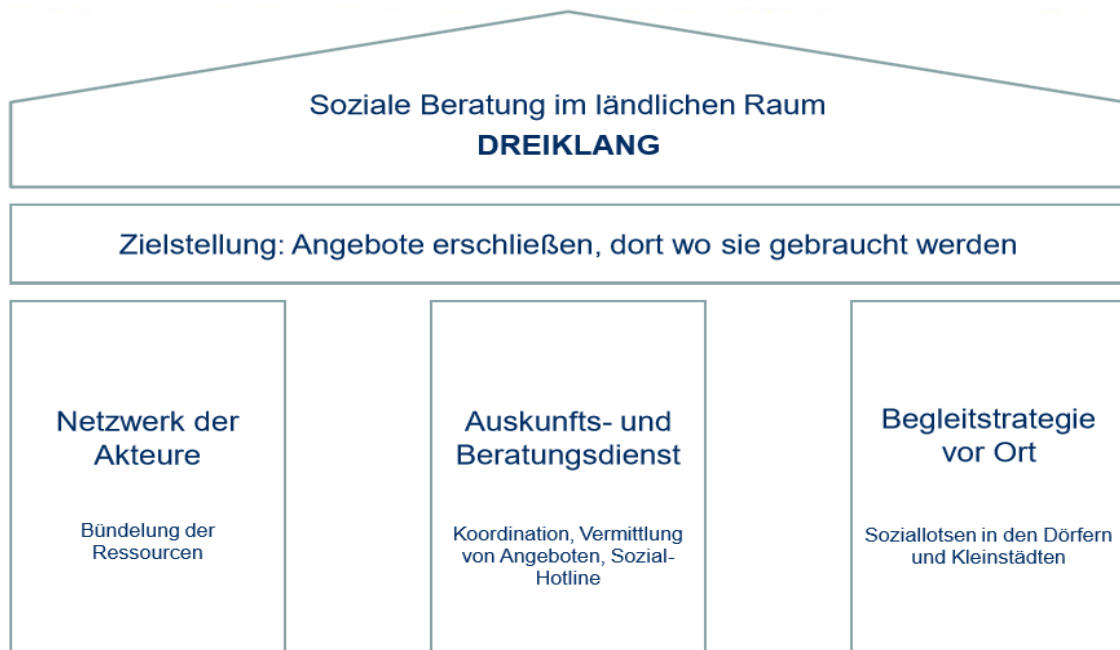 Soziale Beratung im ländlichen Raum
DREIKLANG
Zielstellung: Angebote erschließen, dort wo sie gebraucht werden
Netzwerk der
Akteure
Bündelung der
Ressourcen
Auskunfts- und
Beratungsdienst
Koordination, Vermittlung
von Angeboten, Sozial-
Hotline
Begleitstrategie
vor Ort
Soziallotsen in den Dörfern
und Kleinstädten